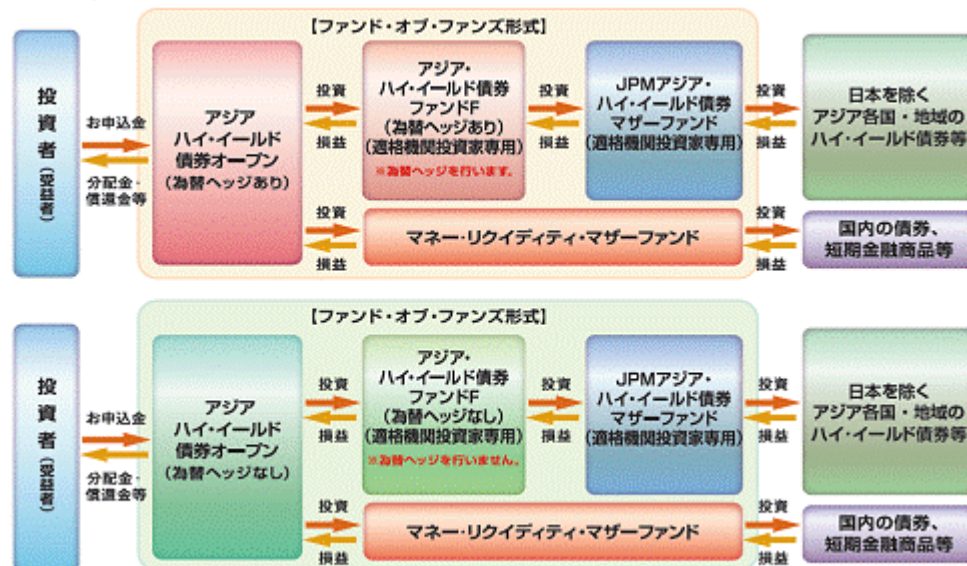 【ファンド・オブ・ファンズ形式】
投資者（受益者）
お申込金
分配金・
償還金等
アジア
ハイ・イールド
債券オープン
（為替ヘッジあり）
投資
損益
アジア・
ハイ・イールド債券
ファンドF
（為替ヘッジあり）
（適格機関投資家専用）
※為替ヘッジを行います。
投資
損益
JPMアジア・
ハイ・イールド債券
マザーファンド
（適格機関投資家専用）
投資
損益
日本を除く
アジア各国・地域の
ハイ・イールド債券等
投資
損益
マネー・リクイディティ・マザーファンド
投資
損益
国内の債券、
短期金融商品等
【ファンド・オブ・ファンズ形式】
投資者（受益者）
お申込金
分配金・
償還金等
アジア
ハイ・イールド
債券オープン
（為替ヘッジなし）
投資
損益
アジア・
ハイ・イールド債券
ファンドF
（為替ヘッジなし）
（適格機関投資家専用）
※為替ヘッジを行いません。
投資
損益
JPMアジア・
ハイ・イールド債券
マザーファンド
（適格機関投資家専用）
投資
損益
日本を除く
アジア各国・地域の
ハイ・イールド債券等
投資
損益
マネー・リクイディティ・マザーファンド
投資
損益
国内の債券、
短期金融商品等